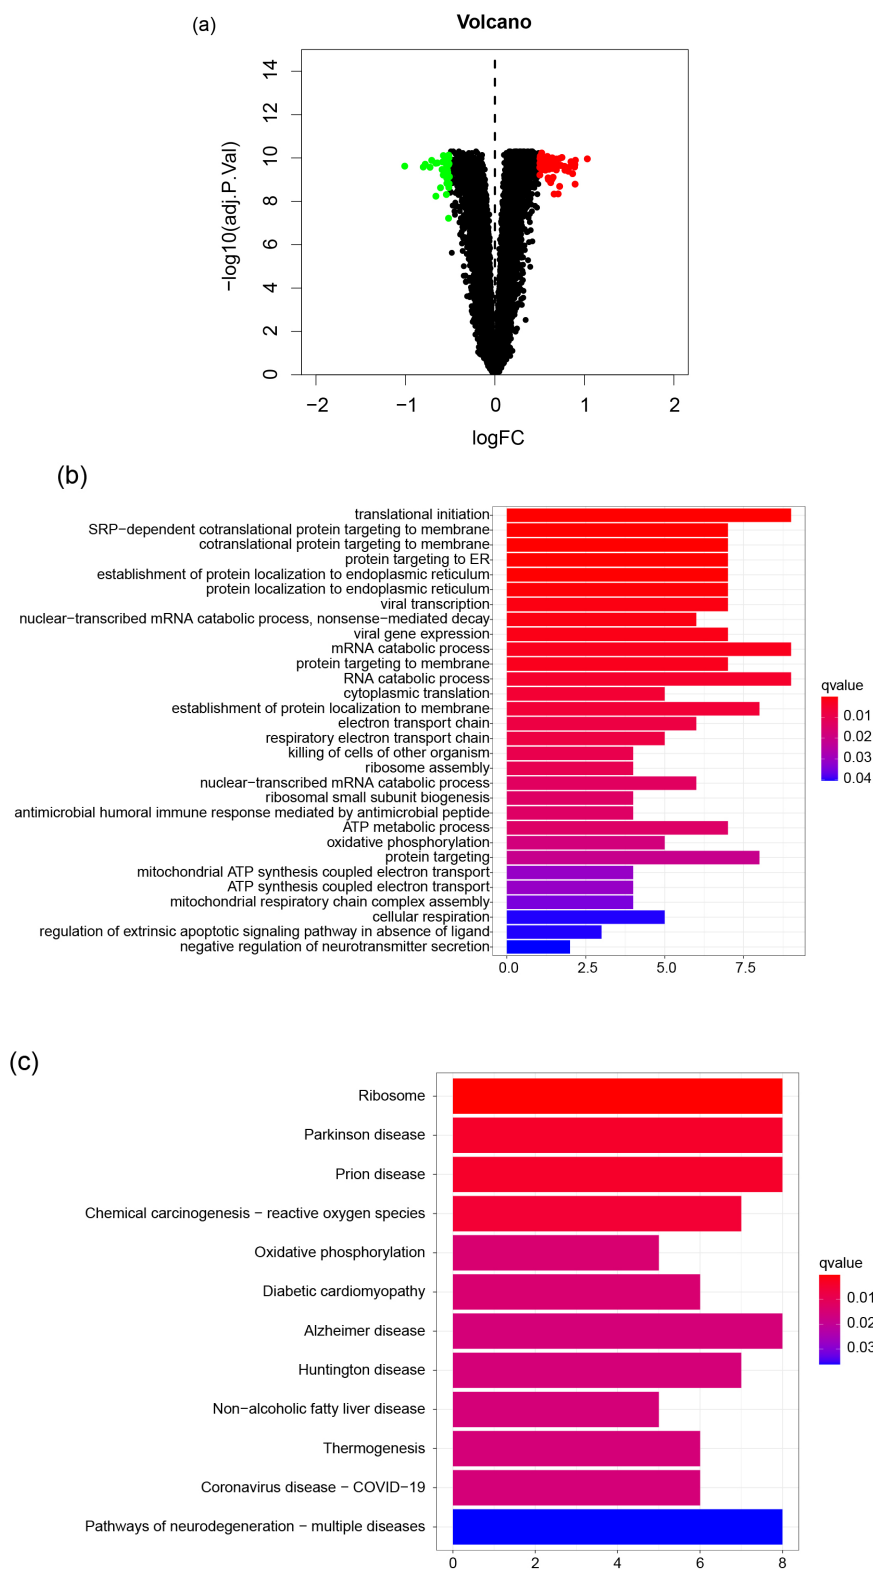 (a)
Volcano
−log10(adj.P.Val)
14
12
10
8
6
4
2
0
−2 −1 0 1 2
logFC
(b)
translational initiation
SRP−dependent cotranslational protein targeting to membrane
cotranslational protein targeting to membrane
protein targeting to ER
establishment of protein localization to endoplasmic reticulum
protein localization to endoplasmic reticulum
viral transcription
nuclear−transcribed mRNA catabolic process, nonsense−mediated decay
viral gene expression
mRNA catabolic process
protein targeting to membrane
RNA catabolic process
cytoplasmic translation
establishment of protein localization to membrane
electron transport chain
respiratory electron transport chain
killing of cells of other organism
ribosome assembly
nuclear−transcribed mRNA catabolic process
ribosomal small subunit biogenesis
antimicrobial humoral immune response mediated by antimicrobial peptide
ATP metabolic process
oxidative phosphorylation
protein targeting
mitochondrial ATP synthesis coupled electron transport
ATP synthesis coupled electron transport
mitochondrial respiratory chain complex assembly
cellular respiration
regulation of extrinsic apoptotic signaling pathway in absence of ligand
negative regulation of neurotransmitter secretion
0.0 2.5 5.0 7.5
qvalue
0.01
0.02
0.03
0.04
(c)
Ribosome
Parkinson disease
Prion disease
Chemical carcinogenesis − reactive oxygen species
Oxidative phosphorylation
Diabetic cardiomyopathy
Alzheimer disease
Huntington disease
Non−alcoholic fatty liver disease
Thermogenesis
Coronavirus disease − COVID−19
Pathways of neurodegeneration − multiple diseases
0 2 4 6 8
qvalue
0.01
0.02
0.03